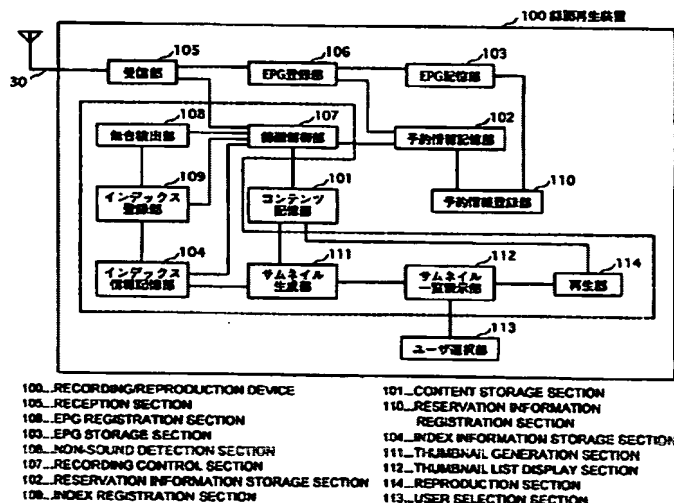 100 録画再生装置
105
受信部
106
EPG登録部
103
EPG記憶部
30
108
無音検出部
107
録画制御部
102
予約情報記憶部
109
インデックス
登録部
101
コンテンツ
記憶部
110
予約情報登録部
104
インデックス
情報記憶部
111
サムネイル
生成部
112
サムネイル
一覧表示部
114
再生部
113
ユーザ選択部
100...RECORDING/REPRODUCTION DEVICE
105...RECEPTION SECTION
106...EPG REGISTRATION SECTION
103...EPG STORAGE SECTION
108...NON-SOUND DETECTION SECTION
107...RECORDING CONTROL SECTION
102...RESERVATION INFORMATION STORAGE SECTION
109...INDEX REGISTRATION SECTION
101...CONTENT STORAGE SECTION
110...RESERVATION INFORMATION
REGISTRATION SECTION
104...INDEX INFORMATION STORAGE SECTION
111...THUMBNAIL GENERATION SECTION
112...THUMBNAIL LIST DISPLAY SECTION
114...REPRODUCTION SECTION
113...USER SELECTION SECTION